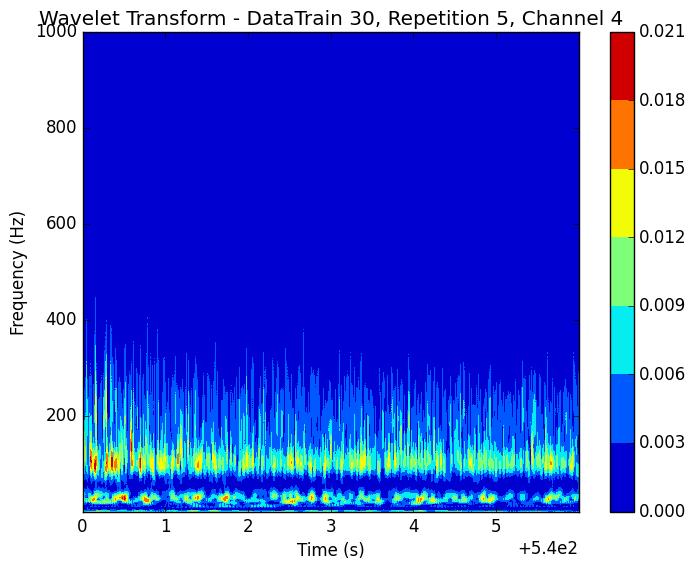 Wavelet Transform - DataTrain 30, Repetition 5, Channel 4
1000
800
600
400
200
Frequency (Hz)
0 1 2 3 4 5
Time (s)
+5.4e2
0.021
0.018
0.015
0.012
0.009
0.006
0.003
0.000